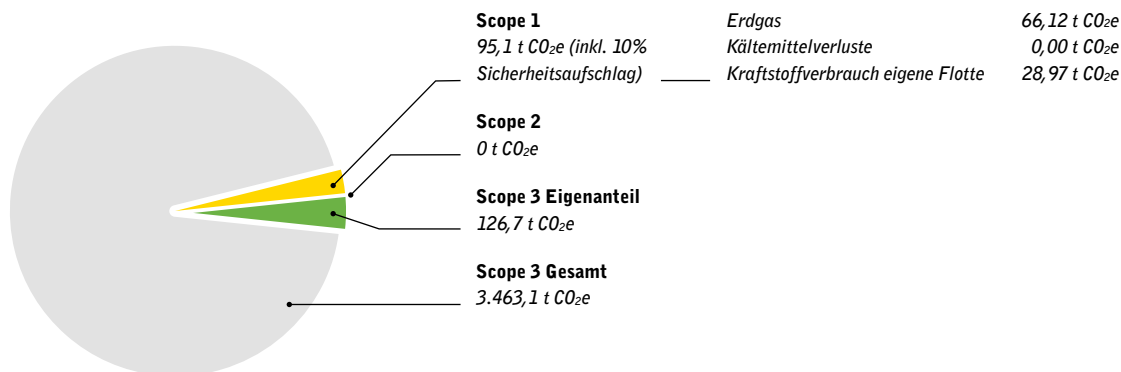 Scope 1
95,1 t CO₂e (inkl. 10%
Sicherheitsaufschlag)
Erdgas 66,12 t CO₂e
Kältemittelverluste 0,00 t CO₂e
Kraftstoffverbrauch eigene Flotte 28,97 t CO₂e
Scope 2
0 t CO₂e
Scope 3 Eigenanteil
126,7 t CO₂e
Scope 3 Gesamt
3.463,1 t CO₂e